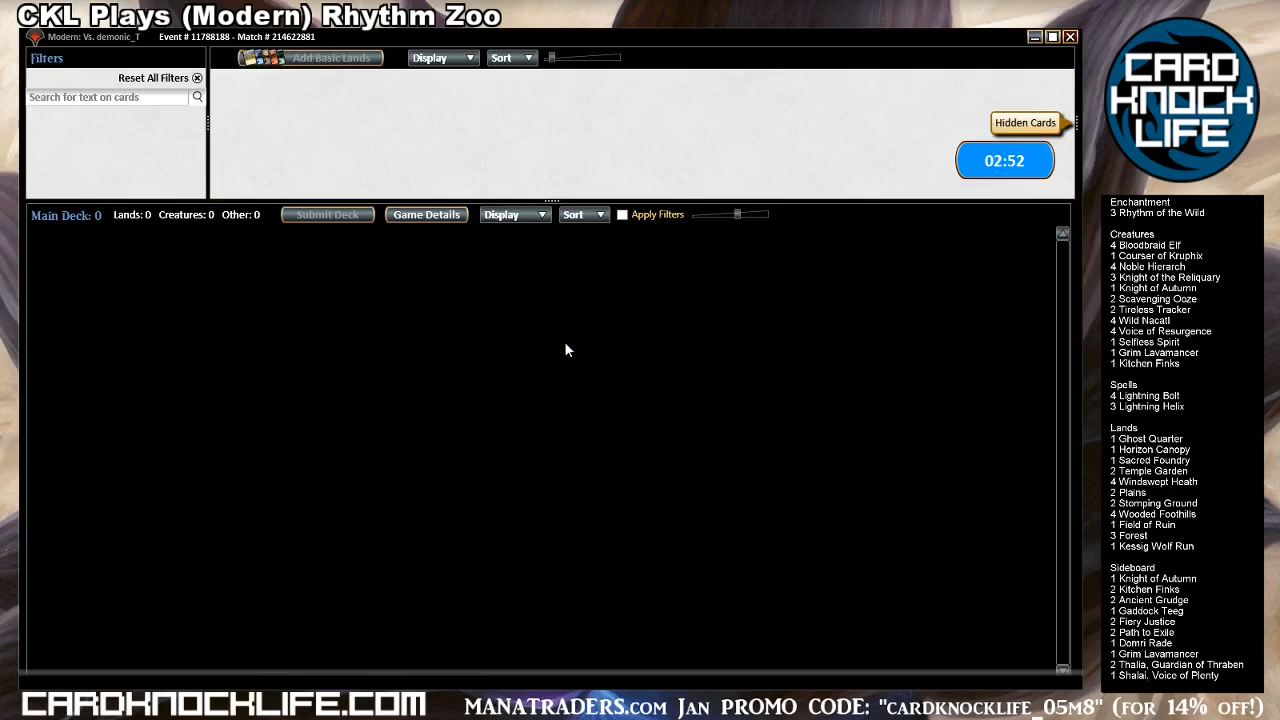 CKL Plays (Modern) Rhythm Zoo
Modern: Vs. demonic_T Event # 11788188 - Match # 214622881
Filters
Add Basic Lands
Display
Sort
Reset All Filters
Search for text on cards
Hidden Cards
02:52
Main Deck: 0 Lands: 0 Creatures: 0 Other: 0
Submit Deck
Game Details
Display
Sort
Apply Filters
CARD
KNOCK
LIFE
Enchantment
3 Rhythm of the Wild
Creatures
4 Bloodbraid Elf
1 Courser of Kruphix
4 Noble Hierarch
3 Knight of the Reliquary
1 Knight of Autumn
2 Scavenging Ooze
2 Tireless Tracker
4 Wild Nacatl
4 Voice of Resurgence
1 Selfless Spirit
1 Grim Lavamancer
1 Kitchen Finks
Spells
4 Lightning Bolt
3 Lightning Helix
Lands
1 Ghost Quarter
1 Horizon Canopy
1 Sacred Foundry
2 Temple Garden
4 Windswept Heath
2 Plains
2 Stomping Ground
4 Wooded Foothills
1 Field of Ruin
3 Forest
1 Kessig Wolf Run
Sideboard
1 Knight of Autumn
2 Kitchen Finks
2 Ancient Grudge
1 Gaddock Teeg
2 Fiery Justice
2 Path to Exile
1 Domri Rade
1 Grim Lavamancer
2 Thalia, Guardian of Thraben
1 Shalai, Voice of Plenty
CARDKNOCKLIFE.COM
MANATRADERS.COM JAN PROMO CODE: "CARDKNOCKLIFE_05M8" (FOR 14% OFF!)